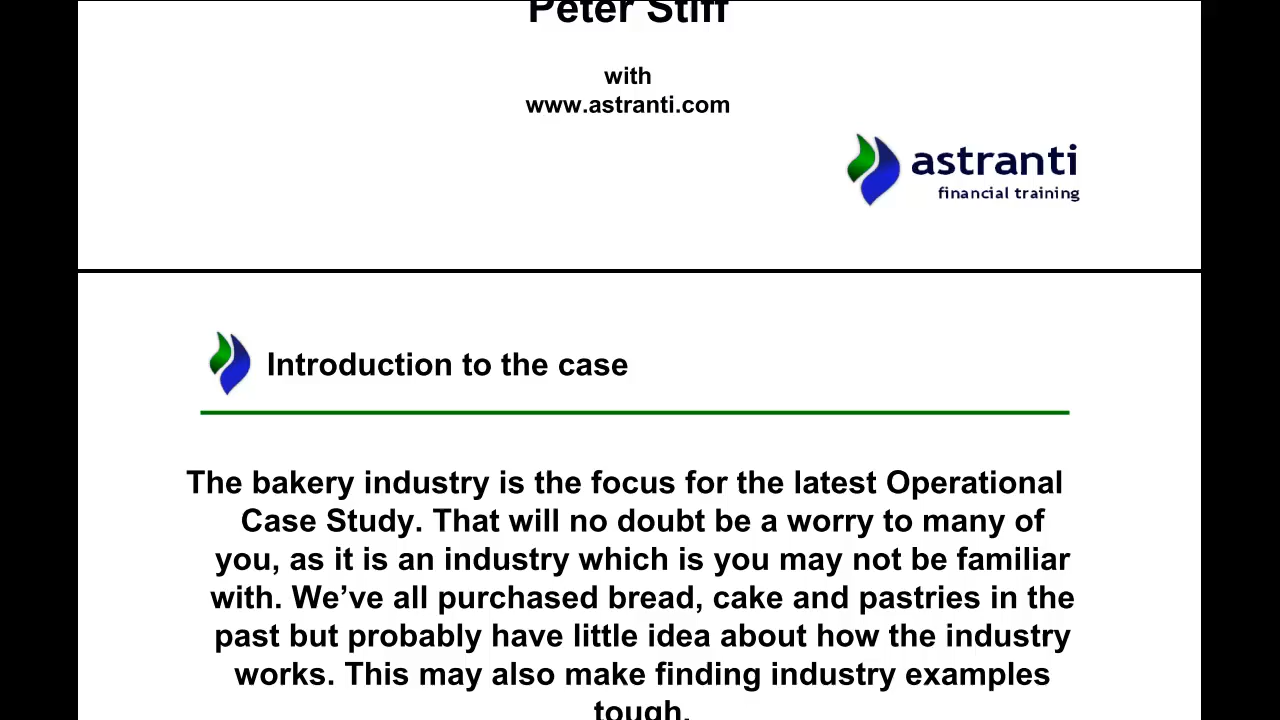 Peter Stiff
with
www.astranti.com
astranti
financial training
Introduction to the case
The bakery industry is the focus for the latest Operational
Case Study. That will no doubt be a worry to many of
you, as it is an industry which is you may not be familiar
with. We’ve all purchased bread, cake and pastries in the
past but probably have little idea about how the industry
works. This may also make finding industry examples
tough.